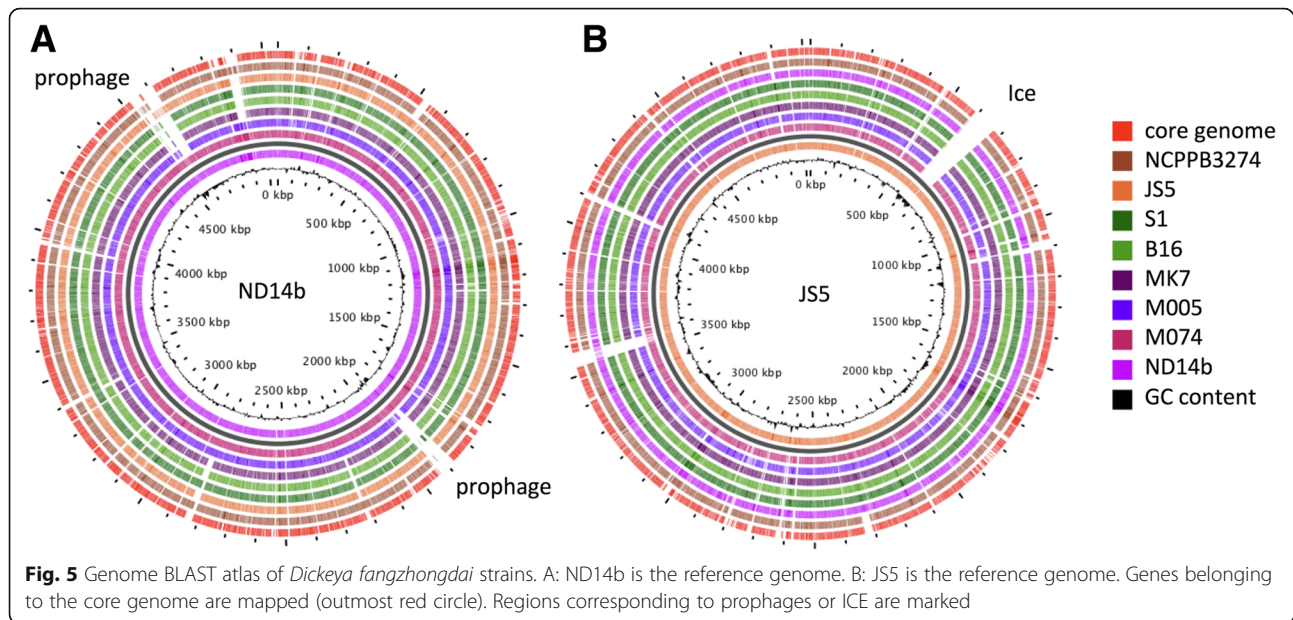 A
prophage
0 kbp
500 kbp
1000 kbp
1500 kbp
2000 kbp
2500 kbp
3000 kbp
3500 kbp
4000 kbp
4500 kbp
ND14b
prophage
B
Ice
0 kbp
500 kbp
1000 kbp
1500 kbp
2000 kbp
2500 kbp
3000 kbp
3500 kbp
4000 kbp
4500 kbp
JS5
core genome
NCPPB3274
JS5
S1
B16
MK7
M005
M074
ND14b
GC content
Fig. 5 Genome BLAST atlas of Dickeya fangzhongdai strains. A: ND14b is the reference genome. B: JS5 is the reference genome. Genes belonging
to the core genome are mapped (outmost red circle). Regions corresponding to prophages or ICE are marked